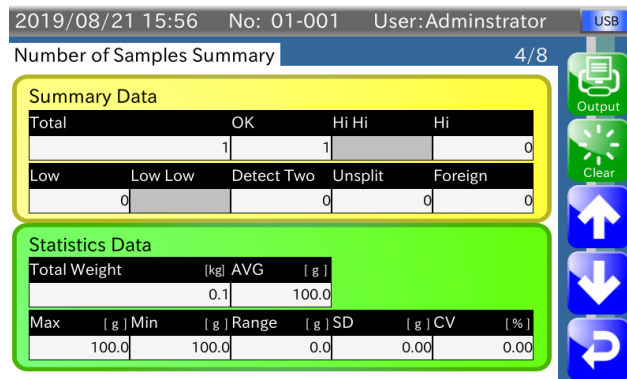 2019/08/21 15:56 No: 01-001 User:Adminstrator USB
Number of Samples Summary 4/8
Output
Clear
Summary Data
Total OK Hi Hi Hi
1 1 0
Low Low Low Detect Two Unsplit Foreign
0 0 0 0
Statistics Data
Total Weight [kg] AVG [ g ]
0.1 100.0
Max [ g ] Min [ g ] Range [ g ] SD [ g ] CV [ % ]
100.0 100.0 0.0 0.00 0.00